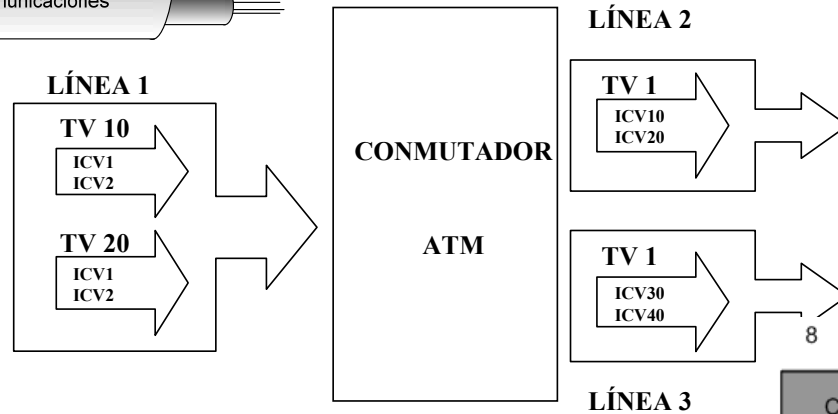 LÍNEA 2
LÍNEA 1
TV 10
ICV1
ICV2
TV 20
ICV1
ICV2
CONMUTADOR
ATM
TV 1
ICV10
ICV20
TV 1
ICV30
ICV40
8
LÍNEA 3